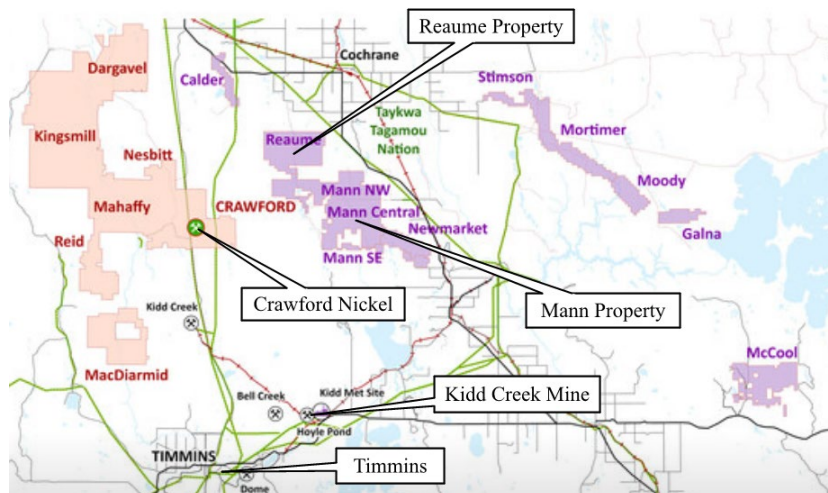 Reaume Property
Cochrane
Dargavel
Calder
Stimson
Taykwa
Tagamou
Nation
Kingsmill
Nesbitt
Reaume
Mortimer
Moody
Mann NW
Mahaffy
CRAWFORD
Mann Central
Newmarket
Galna
Reid
Mann SE
Crawford Nickel
Mann Property
Kidd Creek
McCool
MacDiarmid
Bell Creek
Kidd Met Site
Kidd Creek Mine
Hoyle Pond
TIMMINS
Timmins
Dome